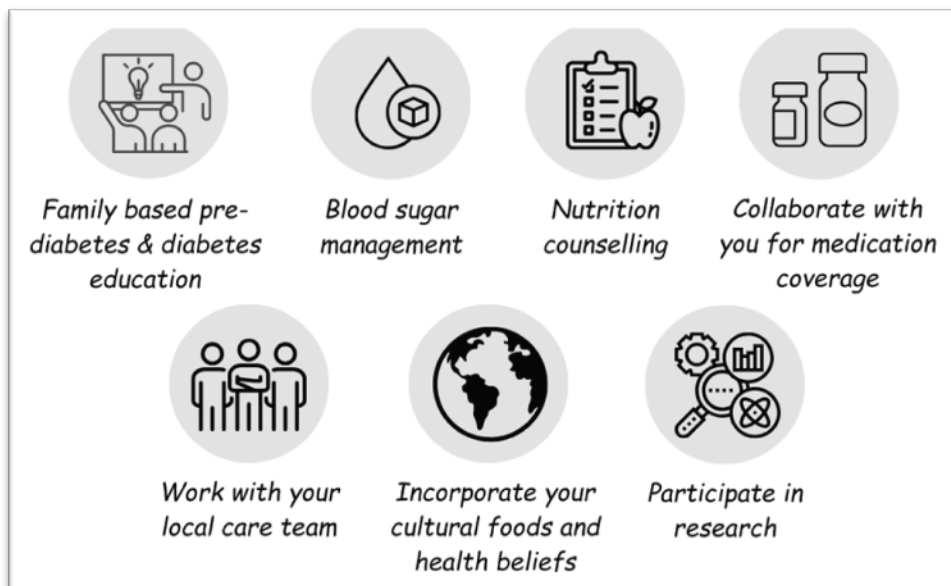 Family based pre-
diabetes & diabetes
education
Blood sugar
management
Nutrition
counselling
Collaborate with
you for medication
coverage
Work with your
local care team
Incorporate your
cultural foods and
health beliefs
Participate in
research